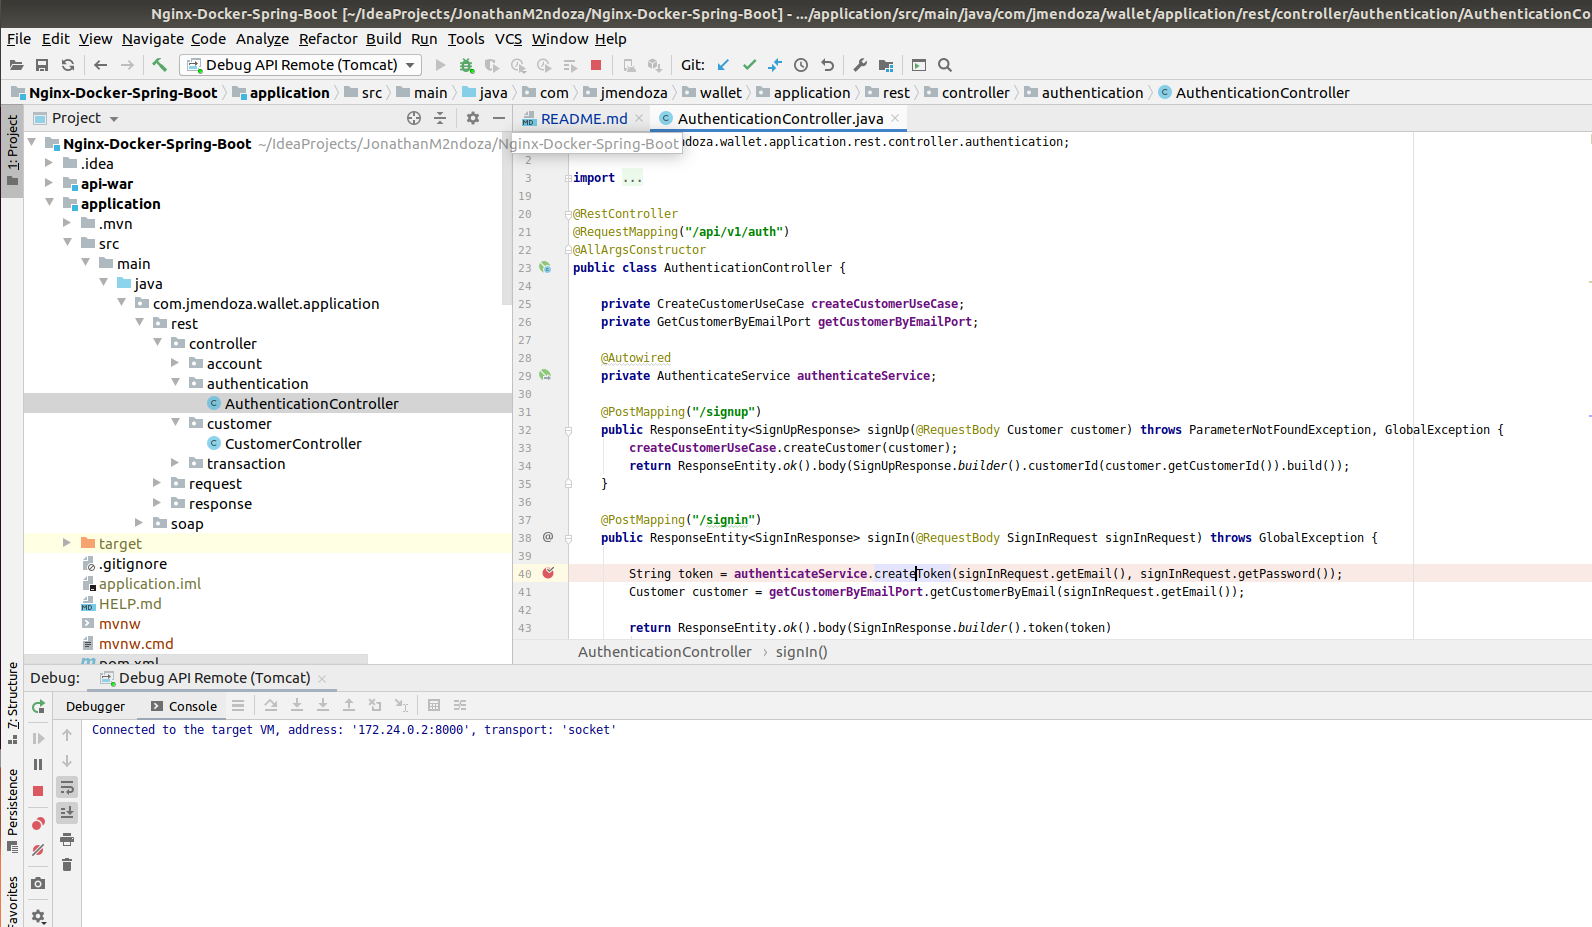 Nginx-Docker-Spring-Boot [~/IdeaProjects/JonathanM2ndoza/Nginx-Docker-Spring-Boot] - .../application/src/main/java/com/jmendoza/wallet/application/rest/controller/authentication/AuthenticationCo
File Edit View Navigate Code Analyze Refactor Build Run Tools VCS Window Help
Debug API Remote (Tomcat) Git:
Nginx-Docker-Spring-Boot application src main java com jmendoza wallet application rest controller authentication AuthenticationController
1: Project
7: Structure
Persistence
Favorites
Project
Nginx-Docker-Spring-Boot ~/IdeaProjects/JonathanM2ndoza/Nginx-Docker-Spring-Boot
.idea
api-war
application
.mvn
src
main
java
com.jmendoza.wallet.application
rest
controller
account
authentication
AuthenticationController
customer
CustomerController
transaction
request
response
soap
target
.gitignore
application.iml
HELP.md
mvnw
mvnw.cmd
pom.xml
README.md AuthenticationController.java
doza.wallet.application.rest.controller.authentication;
2
3 import ...
19
20 @RestController
21 @RequestMapping("/api/v1/auth")
22 @AllArgsConstructor
23 public class AuthenticationController {
24
25 private CreateCustomerUseCase createCustomerUseCase;
26 private GetCustomerByEmailPort getCustomerByEmailPort;
27
28 @Autowired
29 private AuthenticateService authenticateService;
30
31 @PostMapping("/signup")
32 public ResponseEntity<SignUpResponse> signUp(@RequestBody Customer customer) throws ParameterNotFoundException, GlobalException {
33 createCustomerUseCase.createCustomer(customer);
34 return ResponseEntity.ok().body(SignUpResponse.builder().customerId(customer.getCustomerId()).build());
35 }
36
37 @PostMapping("/signin")
38 @ public ResponseEntity<SignInResponse> signIn(@RequestBody SignInRequest signInRequest) throws GlobalException {
39
40 String token = authenticateService.createToken(signInRequest.getEmail(), signInRequest.getPassword());
41 Customer customer = getCustomerByEmailPort.getCustomerByEmail(signInRequest.getEmail());
42
43 return ResponseEntity.ok().body(SignInResponse.builder().token(token)
AuthenticationController › signIn()
Debug: Debug API Remote (Tomcat)
Debugger Console
Connected to the target VM, address: '172.24.0.2:8000', transport: 'socket'